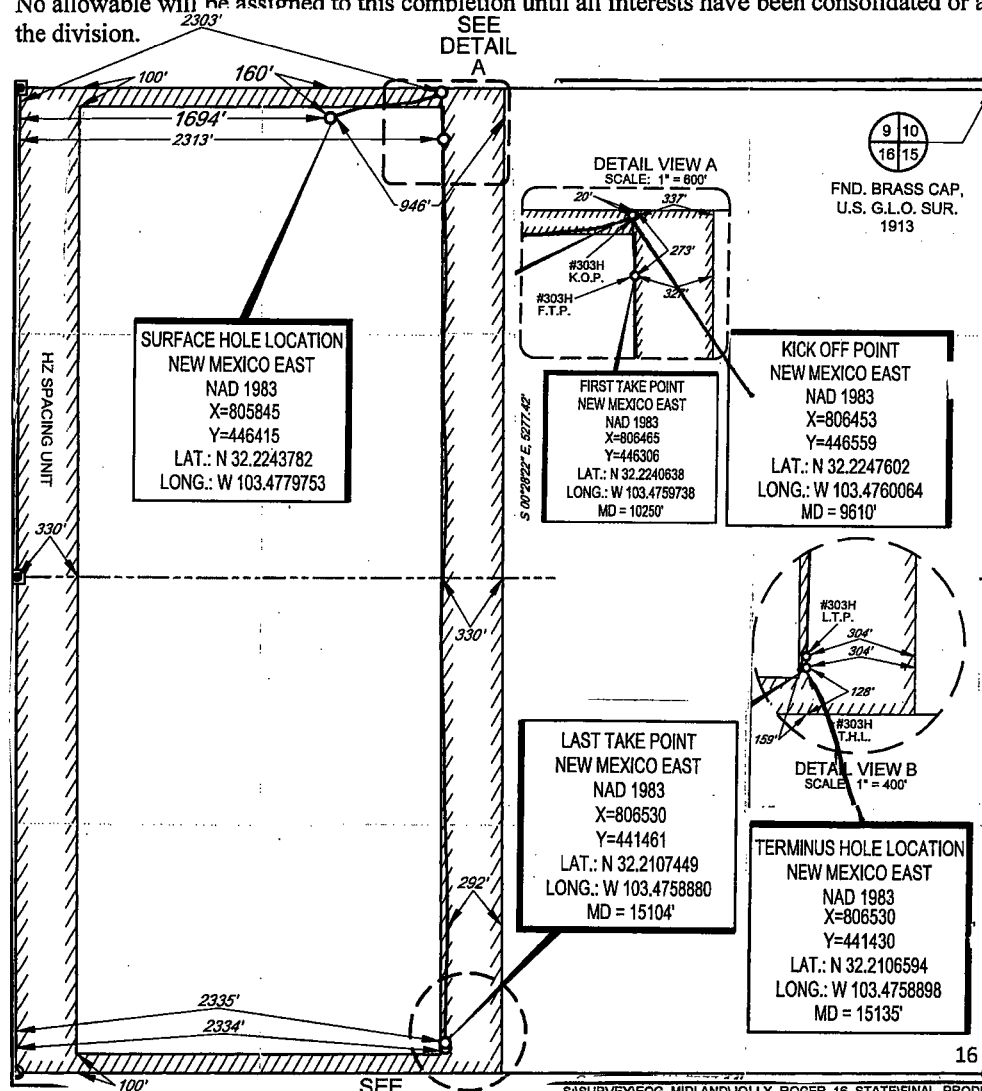 No allowable will be assigned to this completion until all interests have been consolidated or a
the division.
2303'
SEE
DETAIL
A
100'
160'
1694'
2313'
946'
9 10
16 15
FND. BRASS CAP,
U.S. G.L.O. SUR.
1913
DETAIL VIEW A
SCALE: 1" = 600'
20'
337'
273'
#303H
K.O.P.
#303H
F.T.P.
327'
SURFACE HOLE LOCATION
NEW MEXICO EAST
NAD 1983
X=805845
Y=446415
LAT.: N 32.2243782
LONG.: W 103.4779753
HZ SPACING UNIT
S 00°28'22" E, 5277.42'
FIRST TAKE POINT
NEW MEXICO EAST
NAD 1983
X=806465
Y=446306
LAT.: N 32.2240638
LONG.: W 103.4759738
MD = 10250'
KICK OFF POINT
NEW MEXICO EAST
NAD 1983
X=806453
Y=446559
LAT.: N 32.2247602
LONG.: W 103.4760064
MD = 9610'
330'
330'
#303H
L.T.P.
304'
304'
128'
159'
#303H
T.H.L.
DETAIL VIEW B
SCALE: 1" = 400'
LAST TAKE POINT
NEW MEXICO EAST
NAD 1983
X=806530
Y=441461
LAT.: N 32.2107449
LONG.: W 103.4758880
MD = 15104'
TERMINUS HOLE LOCATION
NEW MEXICO EAST
NAD 1983
X=806530
Y=441430
LAT.: N 32.2106594
LONG.: W 103.4758898
MD = 15135'
292'
2335'
2334'
100'
SEE
16